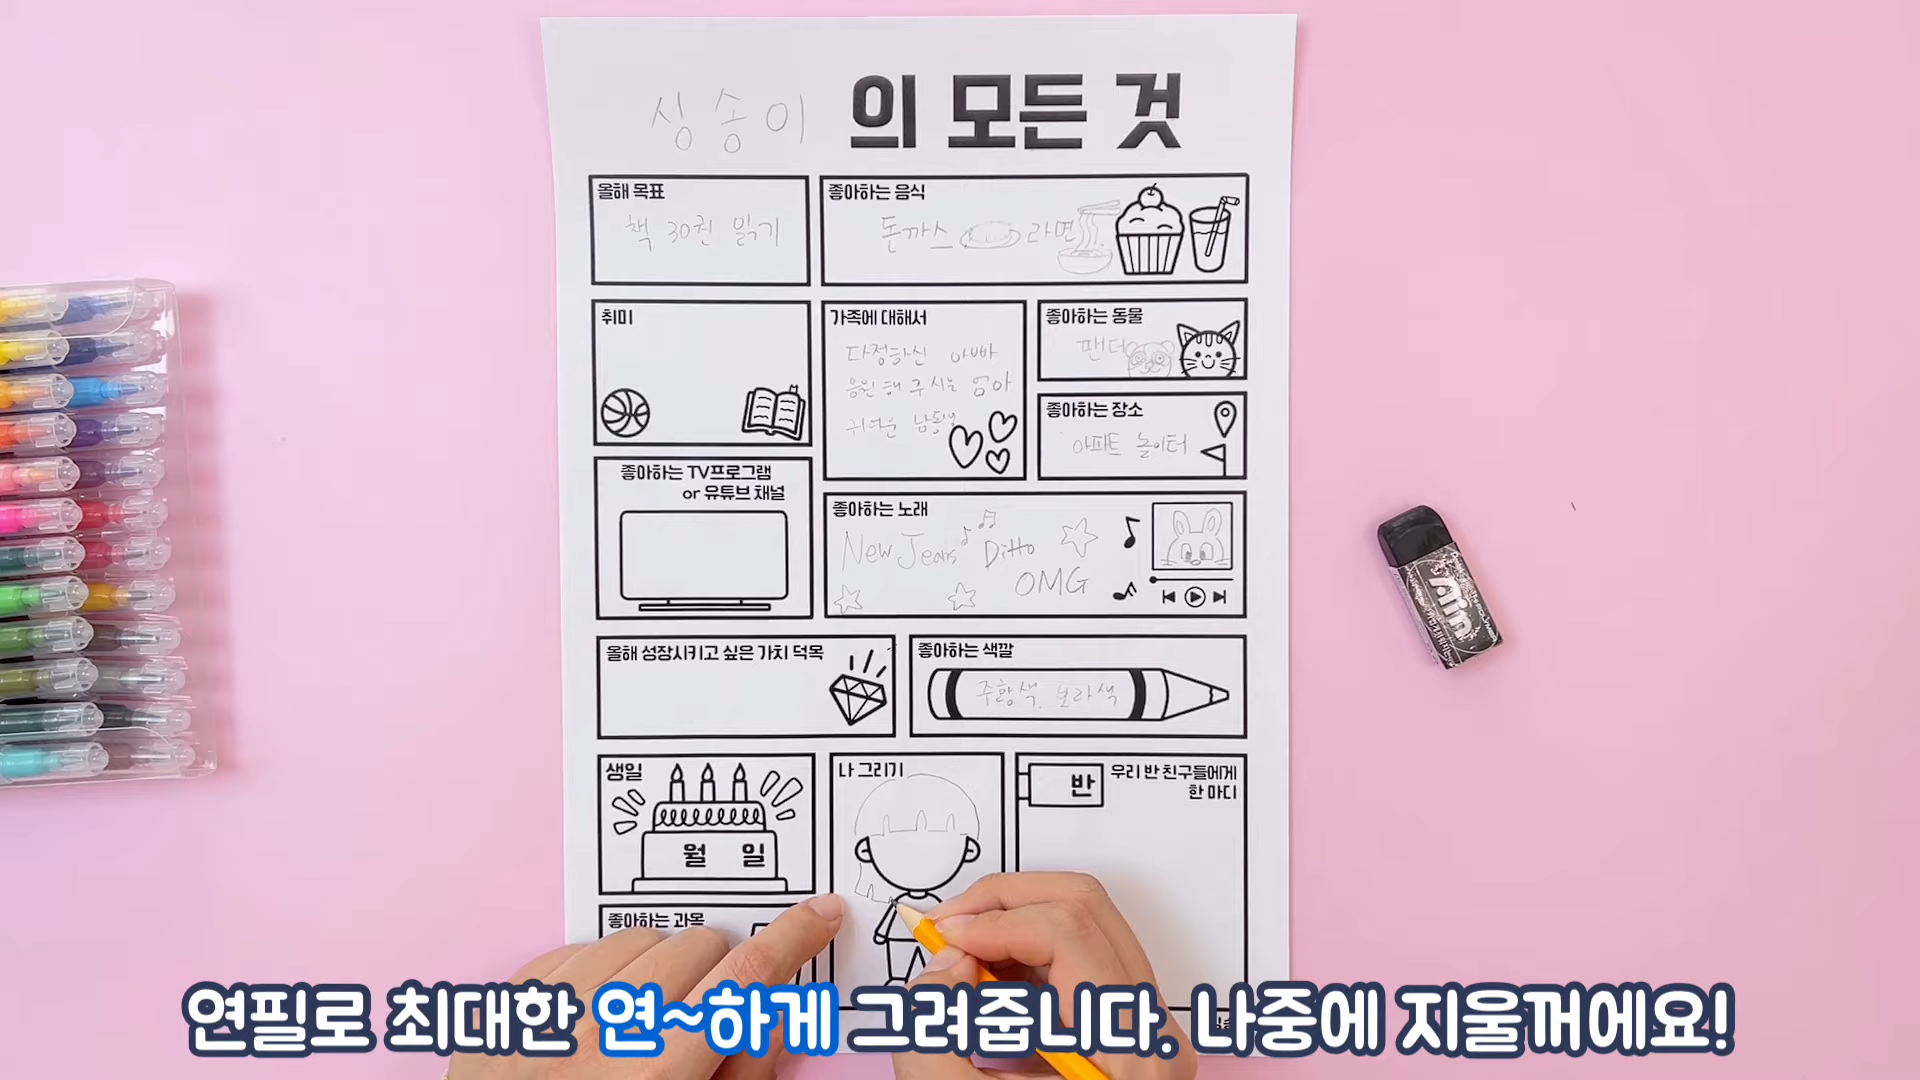 싱송이 의 모든 것
올해 목표
책 30권 읽기
좋아하는 음식
돈까스 라면
취미
가족에 대해서
다정하신 아빠
응원해 주시는 엄마
귀여운 남동생
좋아하는 동물
팬더
좋아하는 장소
아파트 놀이터
좋아하는 TV프로그램
or 유튜브 채널
좋아하는 노래
New Jeans Ditto
OMG
올해 성장시키고 싶은 가치 덕목
좋아하는 색깔
주황색, 보라색
생일
월 일
나 그리기
반
우리 반 친구들에게
한 마디
좋아하는 과목
Ain
연필로 최대한 연~하게 그려줍니다. 나중에 지울꺼에요!